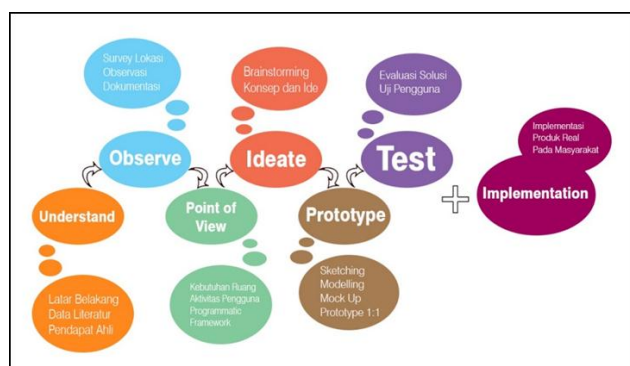 Survey Lokasi
Observasi
Dokumentasi
Brainstorming
Konsep dan Ide
Evaluasi Solusi
Uji Pengguna
Implementasi
Produk Real
Pada Masyarakat
Observe
Ideate
Test
Understand
Point of
View
Prototype
Implementation
Latar Belakang
Data Literatur
Pendapat Ahli
Kebutuhan Ruang
Aktivitas Pengguna
Programmatic
Framework
Sketching
Modelling
Mock Up
Prototype 1:1